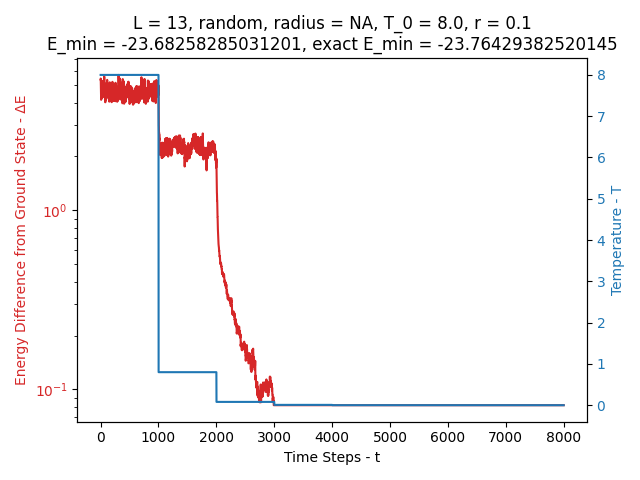 L = 13, random, radius = NA, T_0 = 8.0, r = 0.1
E_min = -23.68258285031201, exact E_min = -23.76429382520145
Energy Difference from Ground State - ΔE
10⁰
10⁻¹
0 1000 2000 3000 4000 5000 6000 7000 8000
Time Steps - t
8
7
6
5
4
3
2
1
0
Temperature - T